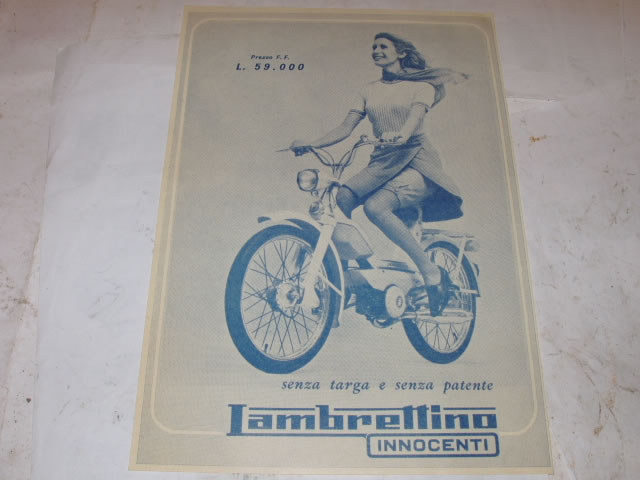 Prezzo F.F.
L. 59.000
senza targa e senza patente
Lambrettino
INNOCENTI